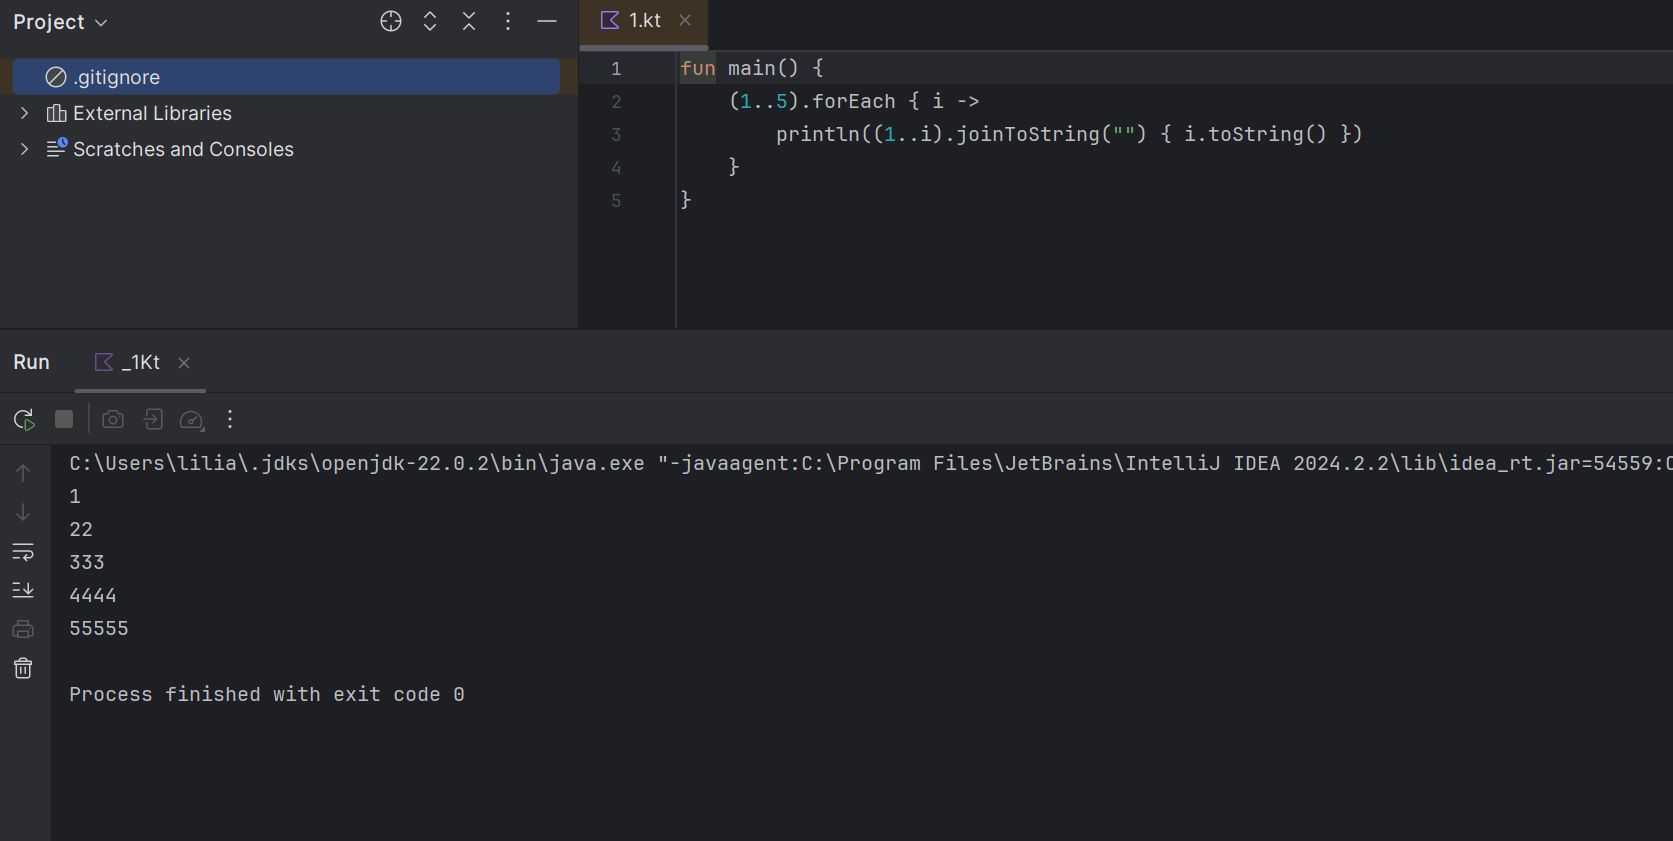 Project
.gitignore
External Libraries
Scratches and Consoles
1.kt
1 fun main() {
2 (1..5).forEach { i ->
3 println((1..i).joinToString("") { i.toString() })
4 }
5 }
Run
_1Kt
C:\Users\lilia\.jdks\openjdk-22.0.2\bin\java.exe "-javaagent:C:\Program Files\JetBrains\IntelliJ IDEA 2024.2.2\lib\idea_rt.jar=54559:C
1
22
333
4444
55555
Process finished with exit code 0